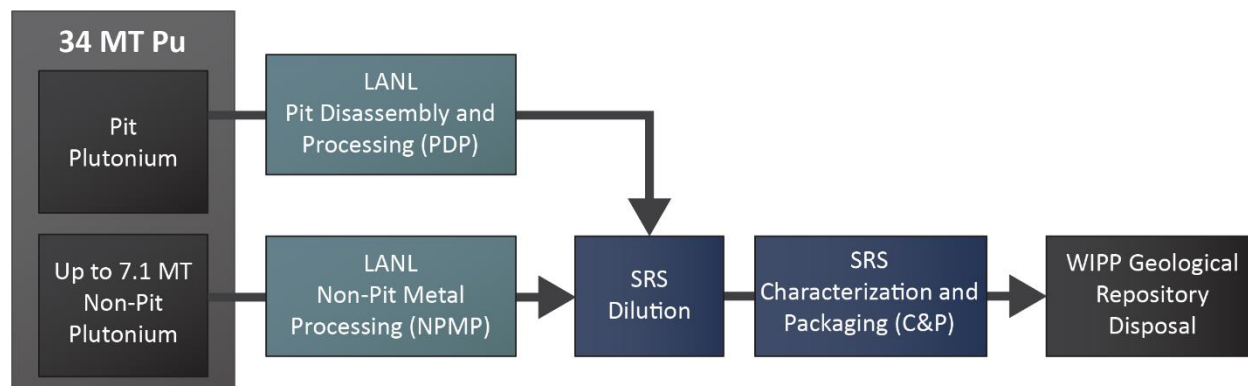 34 MT Pu
Pit
Plutonium
LANL
Pit Disassembly and
Processing (PDP)
Up to 7.1 MT
Non-Pit
Plutonium
LANL
Non-Pit Metal
Processing (NPMP)
SRS
Dilution
SRS
Characterization and
Packaging (C&P)
WIPP Geological
Repository
Disposal